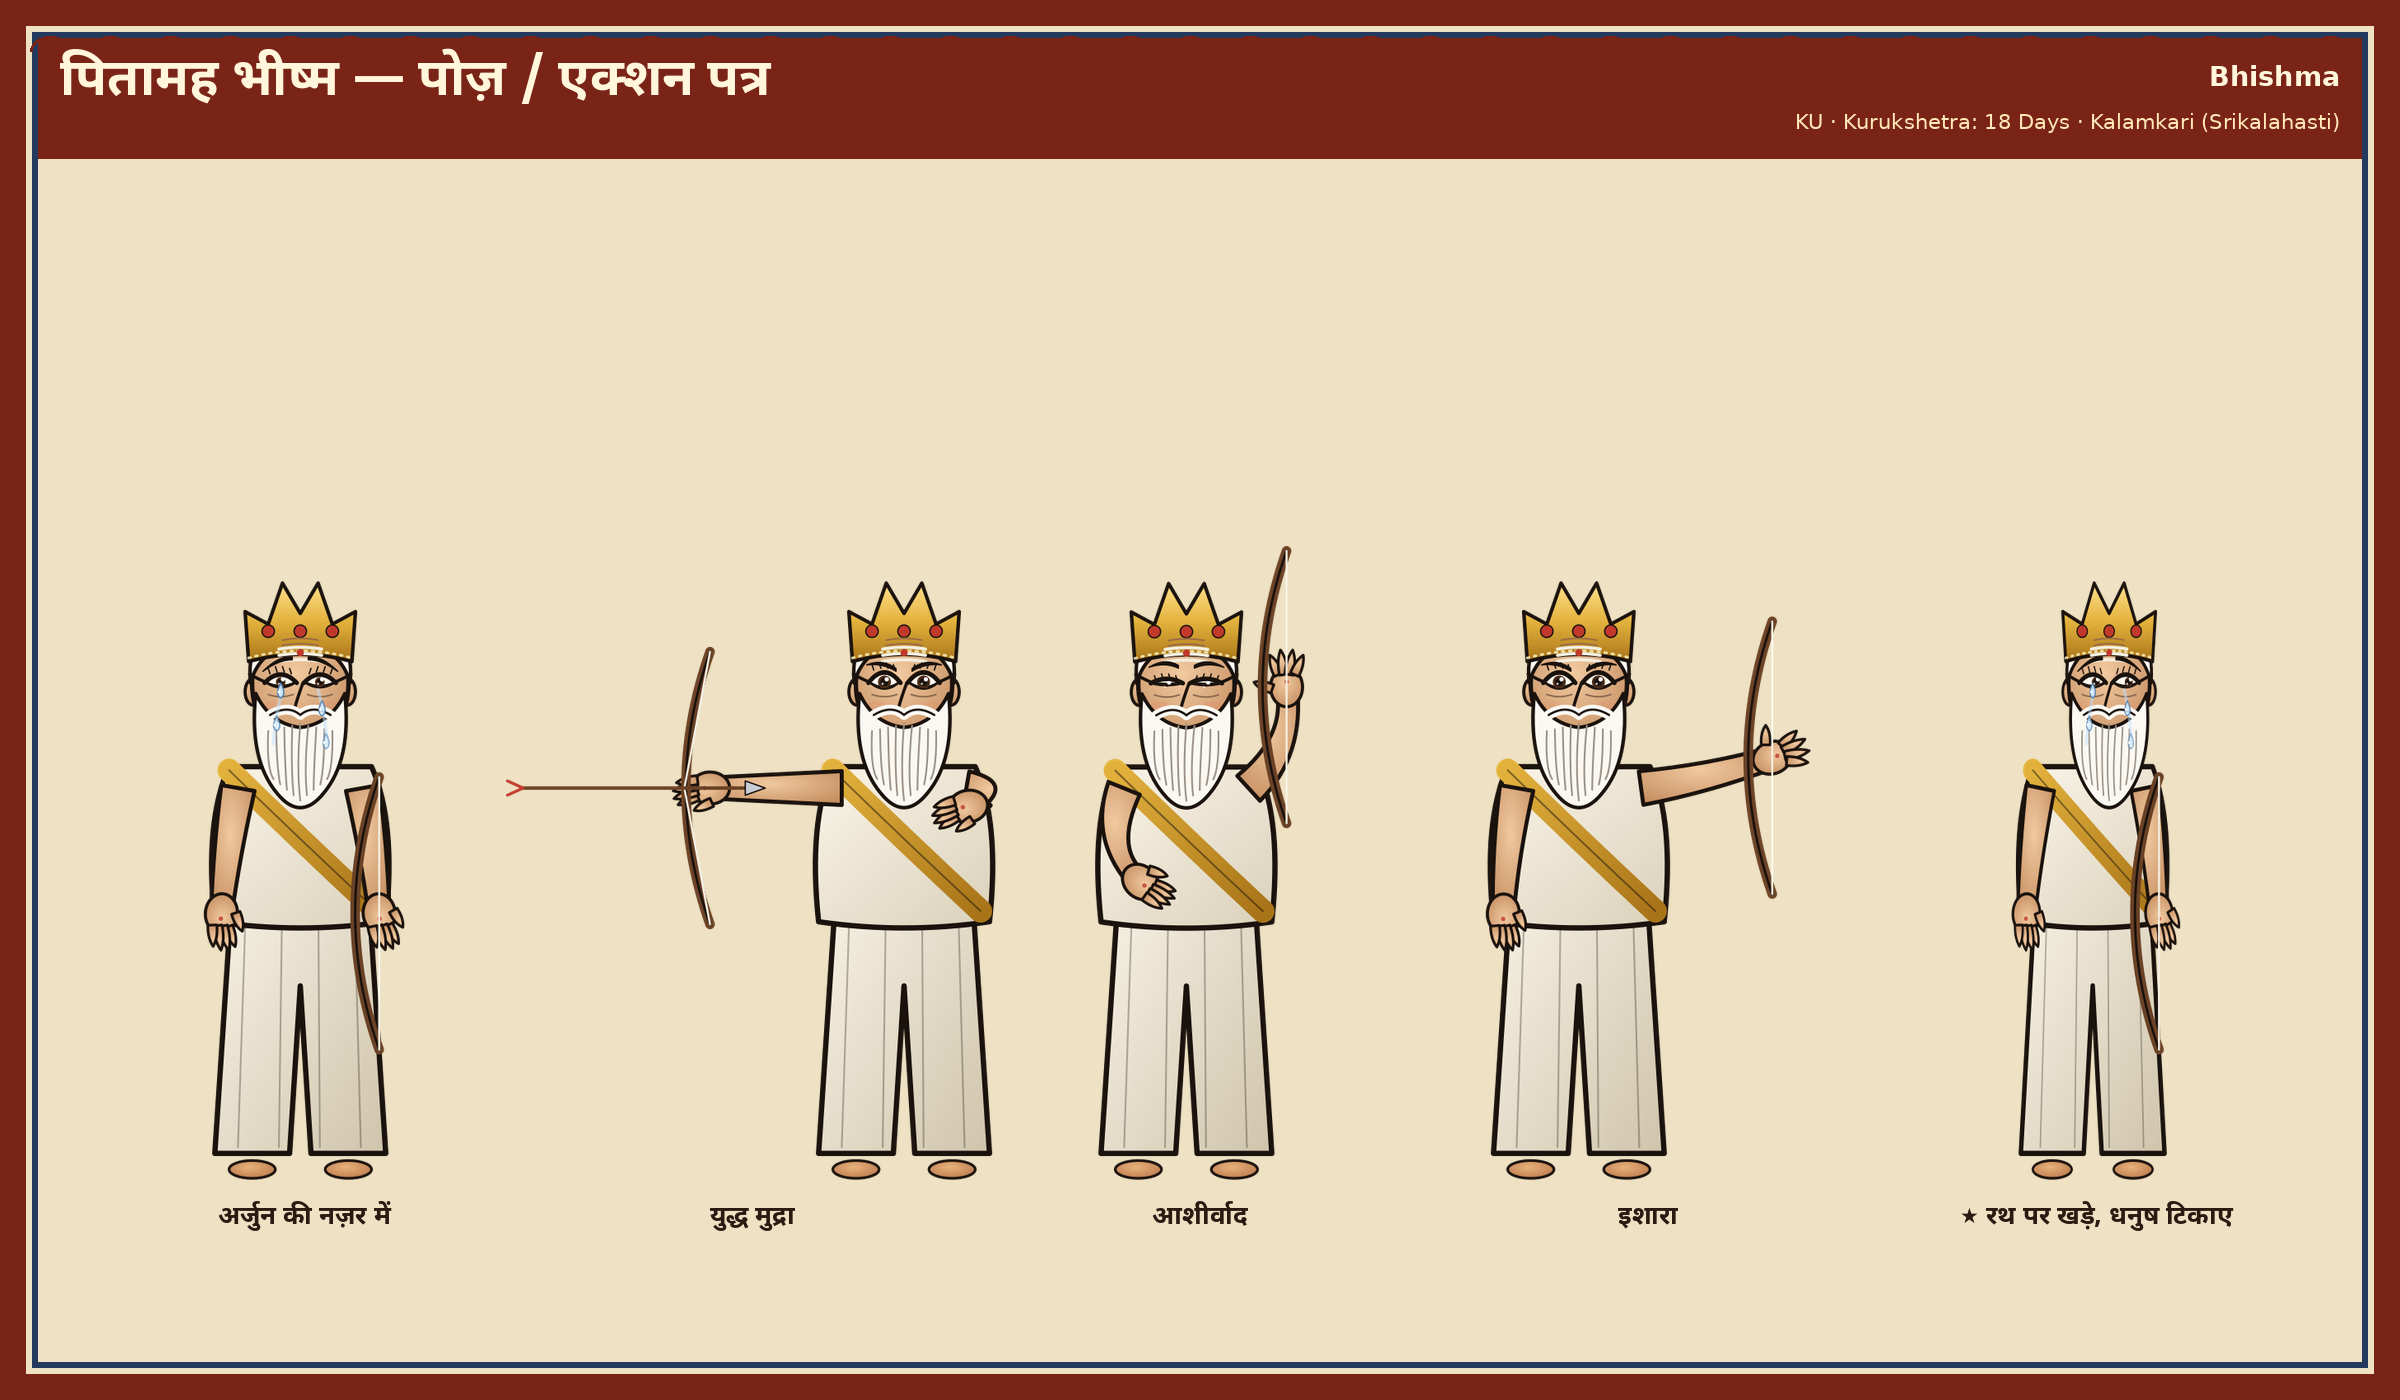 पितामह भीष्म — पोज़ / एक्शन पत्र
Bhishma
KU · Kurukshetra: 18 Days · Kalamkari (Srikalahasti)
अर्जुन की नज़र में
युद्ध मुद्रा
आशीर्वाद
इशारा
★ रथ पर खड़े, धनुष टिकाए